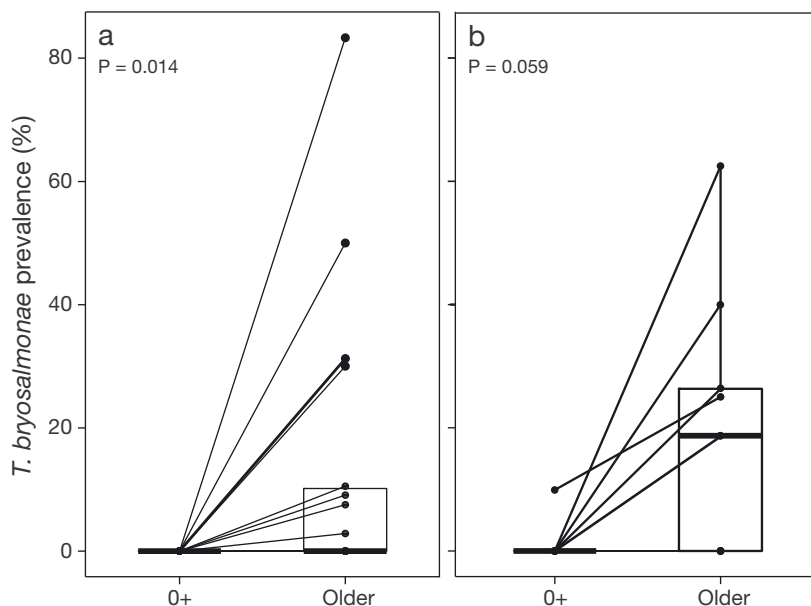 a
P = 0.014
b
P = 0.059
T. bryosalmonae prevalence (%)
80
60
40
20
0
0+
Older
0+
Older